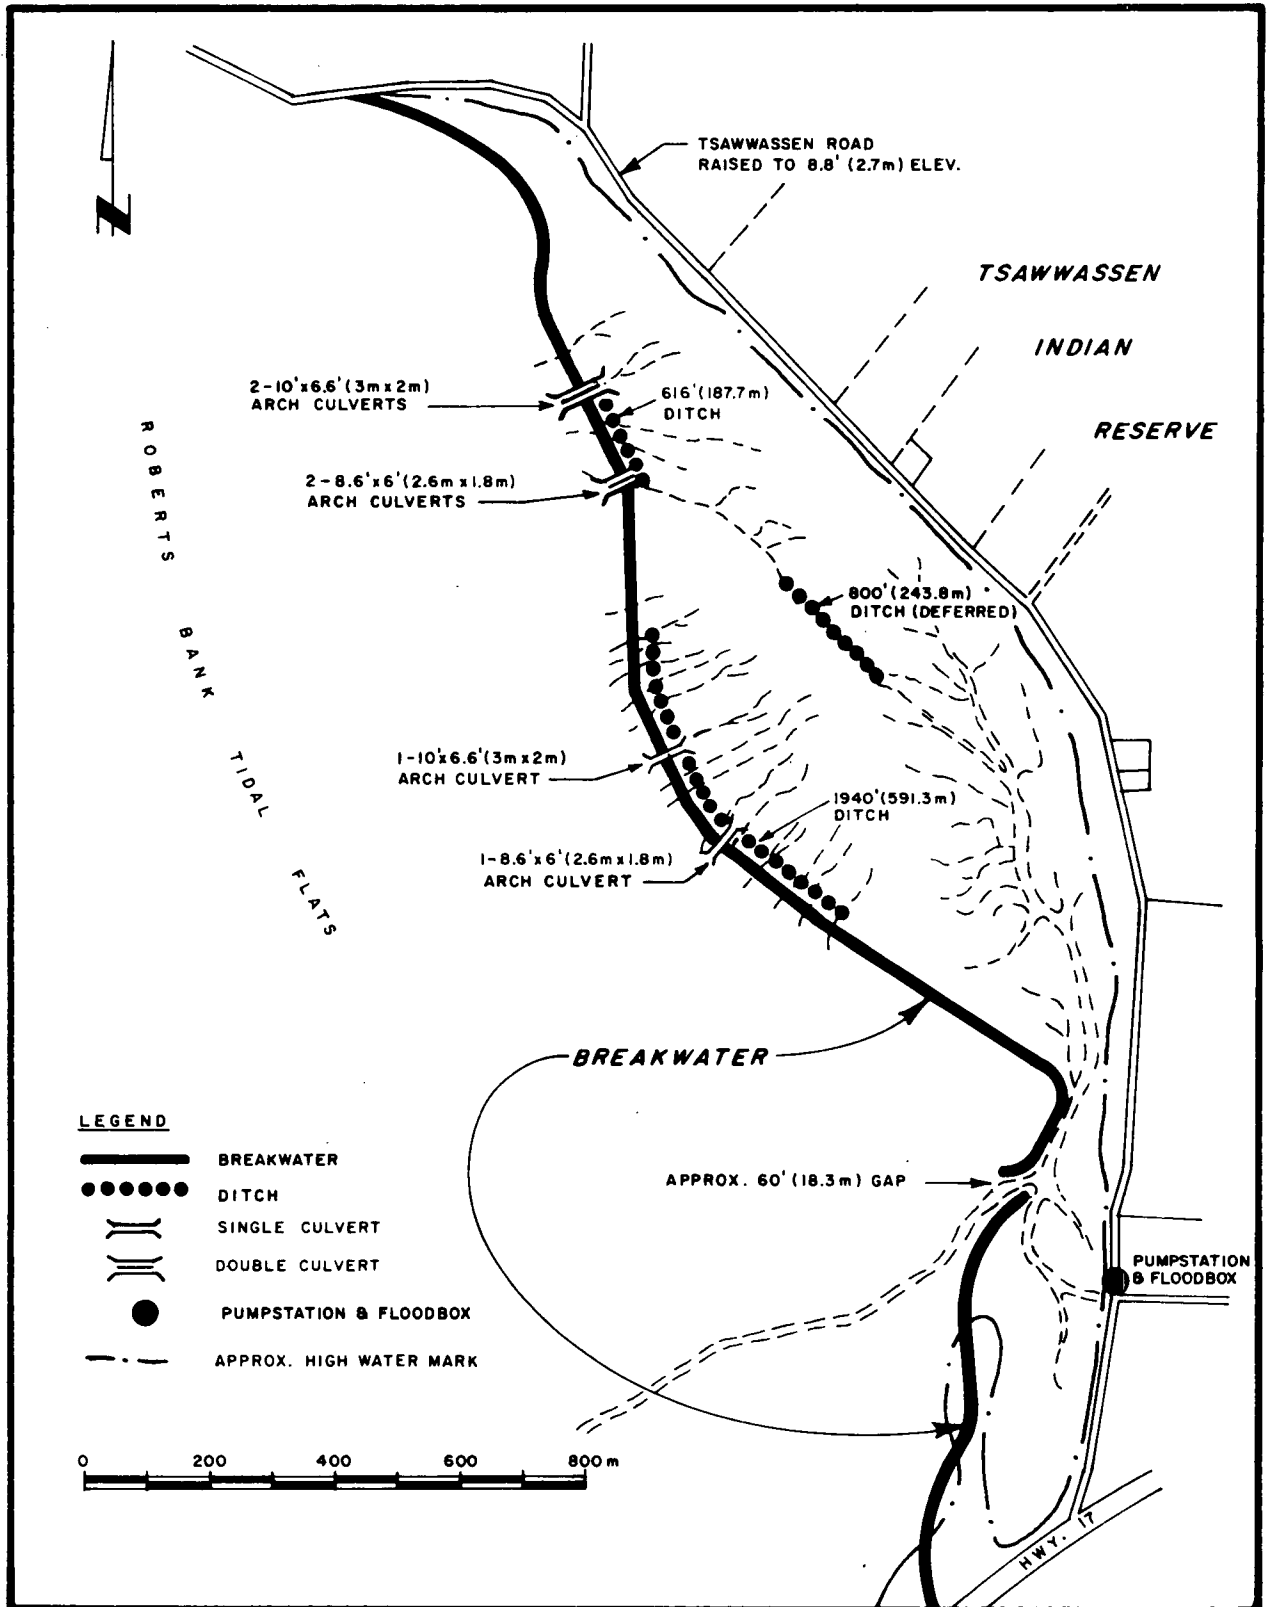 TSAWWASSEN ROAD
RAISED TO 8.8' (2.7m) ELEV.
TSAWWASSEN
INDIAN
RESERVE
N
2-10'x6.6' (3m x 2m)
ARCH CULVERTS
616' (187.7m)
DITCH
2-8.6'x6' (2.6m x 1.8m)
ARCH CULVERTS
ROBERTS BANK TIDAL FLATS
800' (243.8m)
DITCH (DEFERRED)
1-10'x6.6' (3m x 2m)
ARCH CULVERT
1940' (591.3m)
DITCH
1-8.6'x6' (2.6m x 1.8m)
ARCH CULVERT
BREAKWATER
LEGEND
BREAKWATER
DITCH
SINGLE CULVERT
DOUBLE CULVERT
PUMPSTATION & FLOODBOX
APPROX. HIGH WATER MARK
APPROX. 60' (18.3m) GAP
PUMPSTATION
& FLOODBOX
0 200 400 600 800 m
HWY. 17